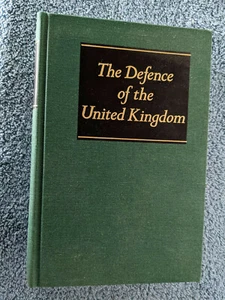 The Defence
of the
United Kingdom